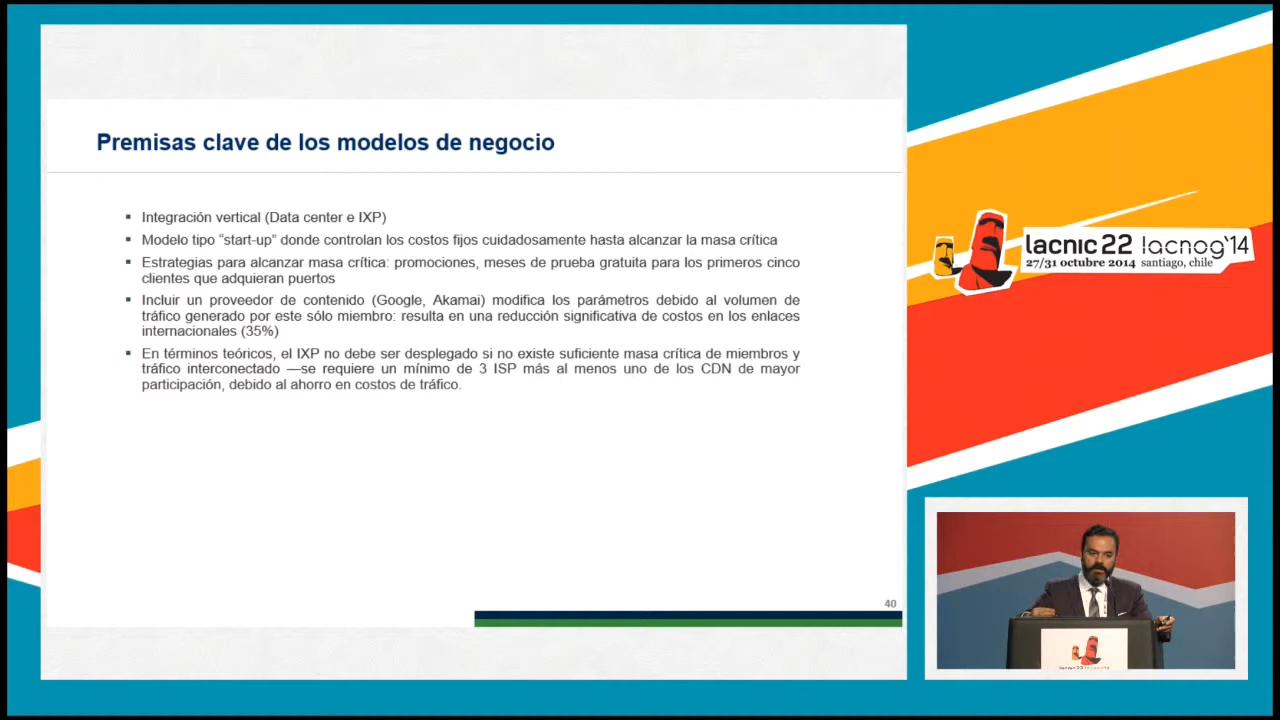 Premisas clave de los modelos de negocio
▪ Integración vertical (Data center e IXP)
▪ Modelo tipo “start-up” donde controlan los costos fijos cuidadosamente hasta alcanzar la masa crítica
▪ Estrategias para alcanzar masa crítica: promociones, meses de prueba gratuita para los primeros cinco
clientes que adquieran puertos
▪ Incluir un proveedor de contenido (Google, Akamai) modifica los parámetros debido al volumen de
tráfico generado por este sólo miembro: resulta en una reducción significativa de costos en los enlaces
internacionales (35%)
▪ En términos teóricos, el IXP no debe ser desplegado si no existe suficiente masa crítica de miembros y
tráfico interconectado —se requiere un mínimo de 3 ISP más al menos uno de los CDN de mayor
participación, debido al ahorro en costos de tráfico.
40
lacnic 22 lacnog'14
27/31 octubre 2014 santiago, chile
lacnic 22 lacnog'14